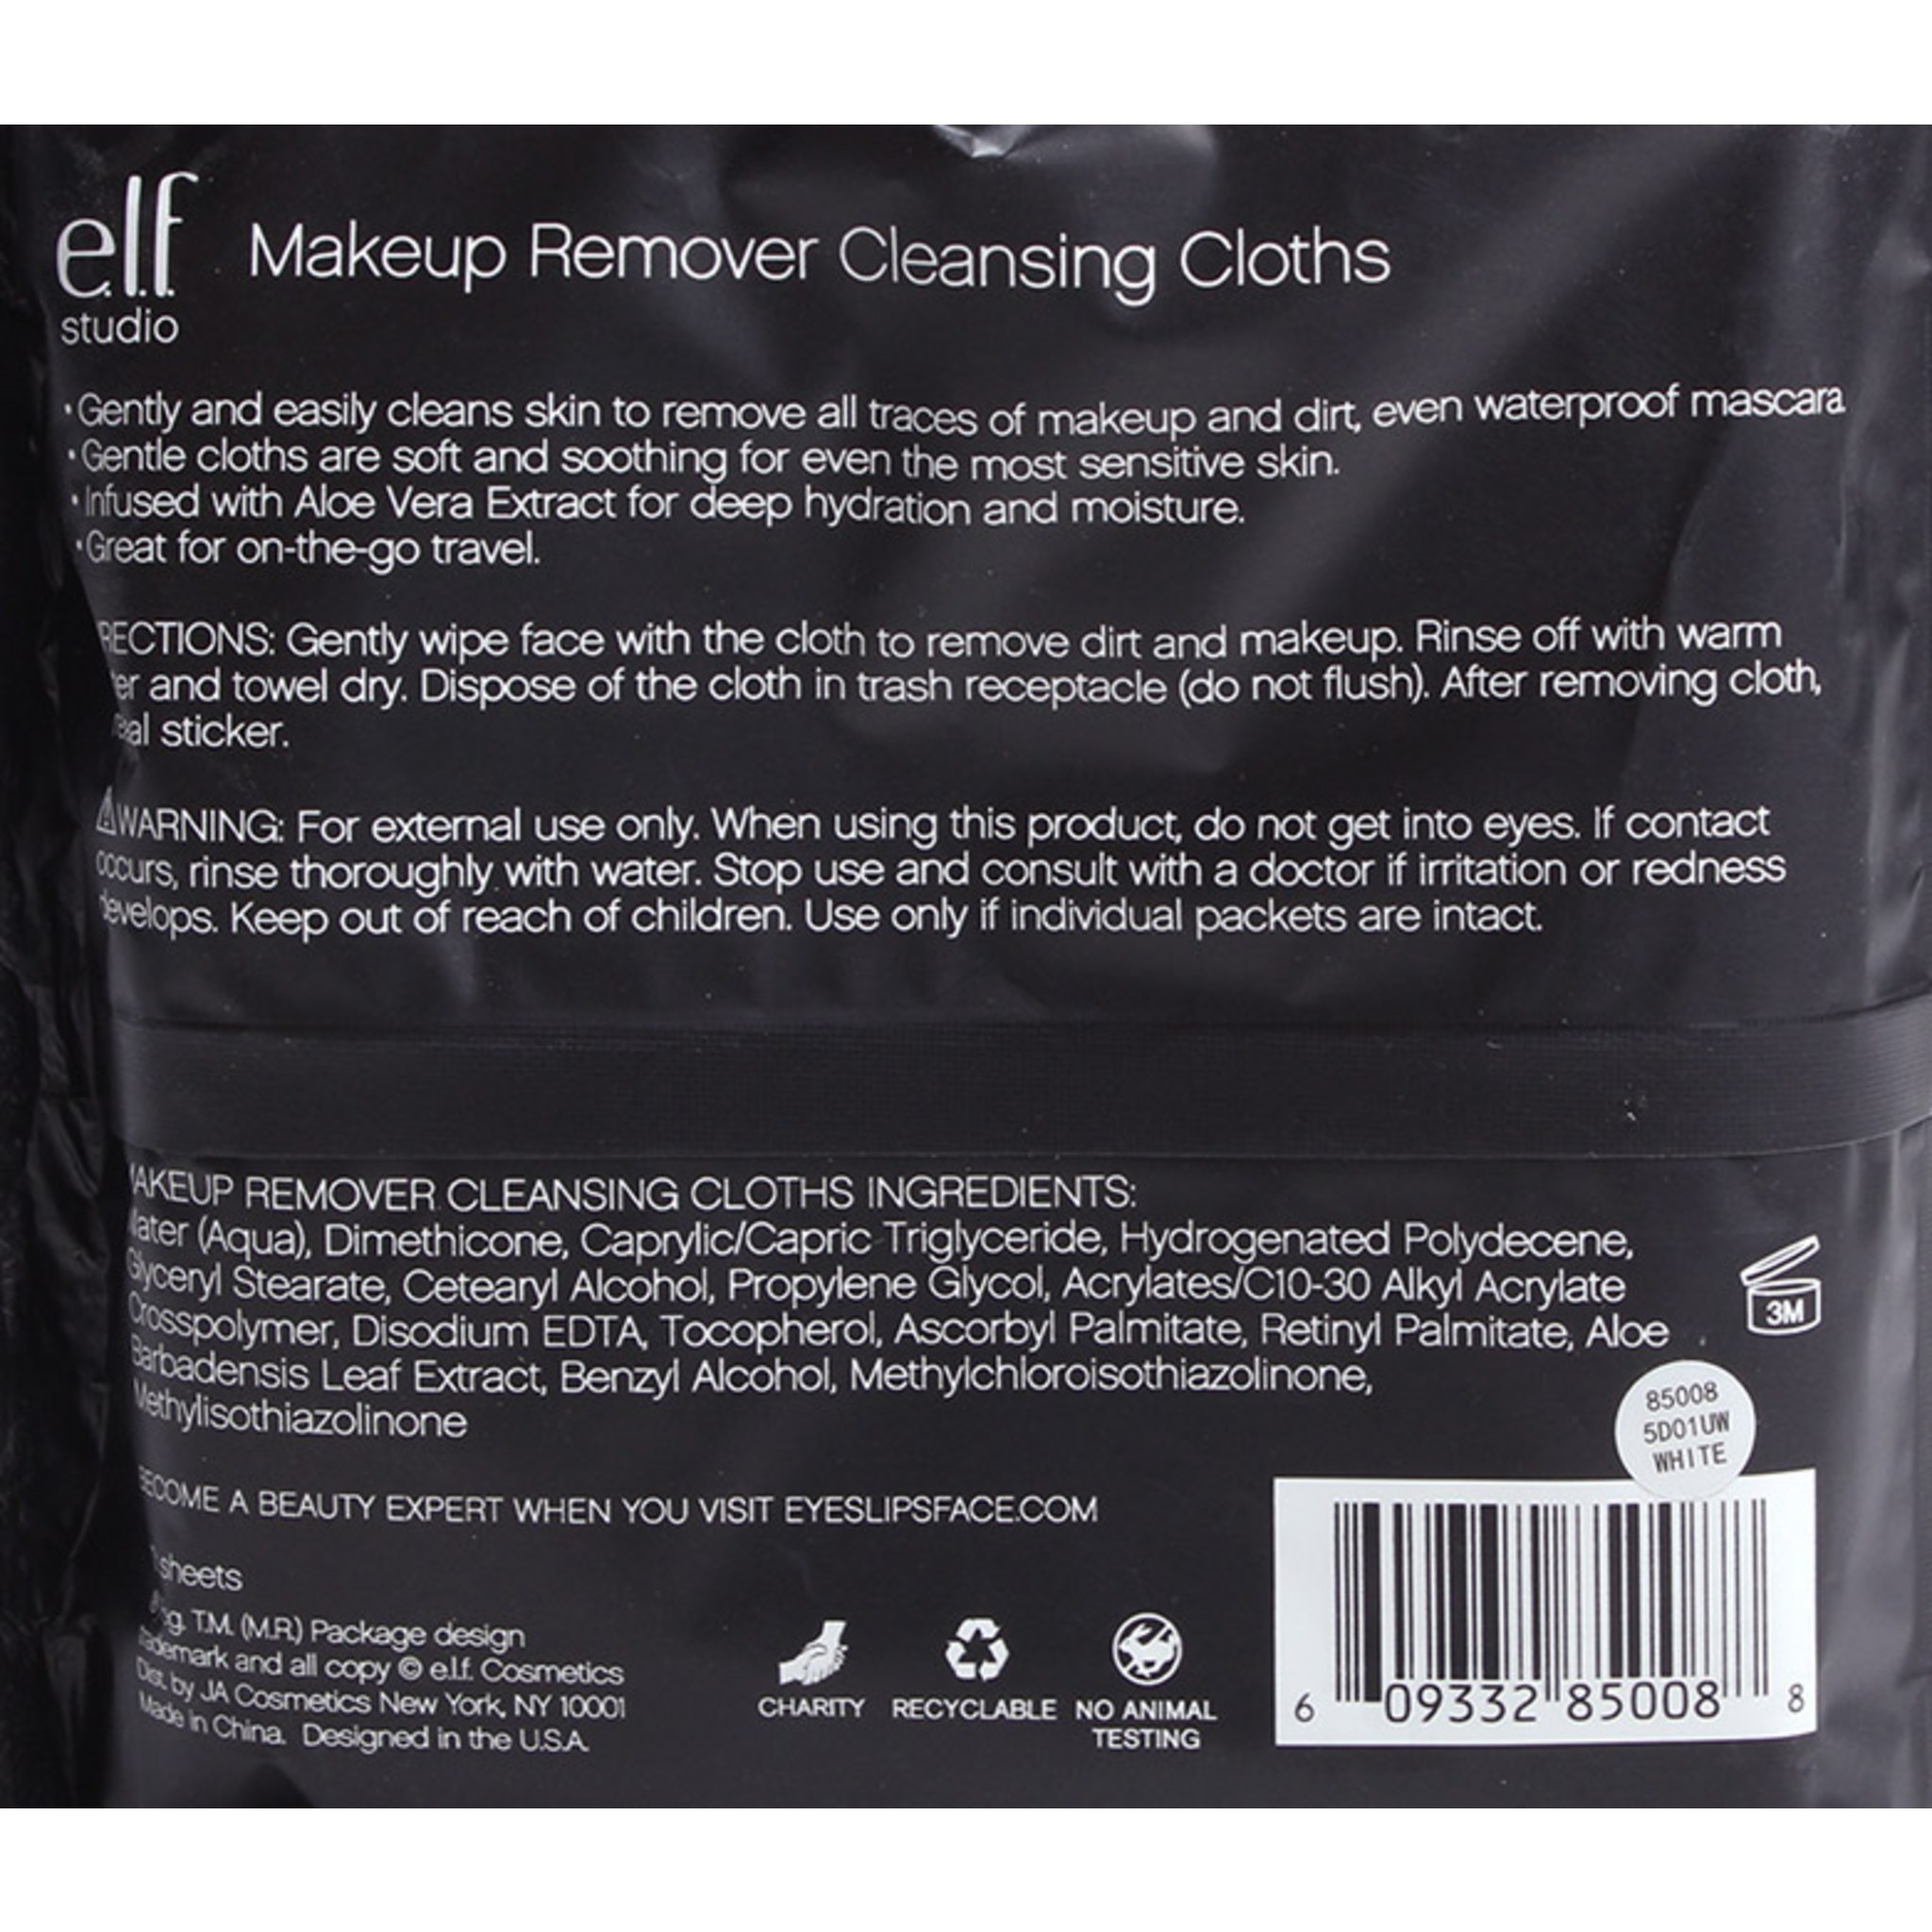 e.l.f.
studio
Makeup Remover Cleansing Cloths
•Gently and easily cleans skin to remove all traces of makeup and dirt, even waterproof mascara.
•Gentle cloths are soft and soothing for even the most sensitive skin.
•Infused with Aloe Vera Extract for deep hydration and moisture.
•Great for on-the-go travel.
RECTIONS: Gently wipe face with the cloth to remove dirt and makeup. Rinse off with warm
er and towel dry. Dispose of the cloth in trash receptacle (do not flush). After removing cloth,
eal sticker.
⚠WARNING: For external use only. When using this product, do not get into eyes. If contact
occurs, rinse thoroughly with water. Stop use and consult with a doctor if irritation or redness
develops. Keep out of reach of children. Use only if individual packets are intact.
MAKEUP REMOVER CLEANSING CLOTHS INGREDIENTS:
Water (Aqua), Dimethicone, Caprylic/Capric Triglyceride, Hydrogenated Polydecene,
Glyceryl Stearate, Cetearyl Alcohol, Propylene Glycol, Acrylates/C10-30 Alkyl Acrylate
Crosspolymer, Disodium EDTA, Tocopherol, Ascorbyl Palmitate, Retinyl Palmitate, Aloe
Barbadensis Leaf Extract, Benzyl Alcohol, Methylchloroisothiazolinone,
Methylisothiazolinone
3M
85008
5D01UW
WHITE
BECOME A BEAUTY EXPERT WHEN YOU VISIT EYESLIPSFACE.COM
sheets
T.M. (M.R.) Package design
trademark and all copy © e.l.f. Cosmetics
Dist. by JA Cosmetics New York, NY 10001
Made in China. Designed in the U.S.A.
CHARITY
RECYCLABLE
NO ANIMAL
TESTING
6 09332 85008 8